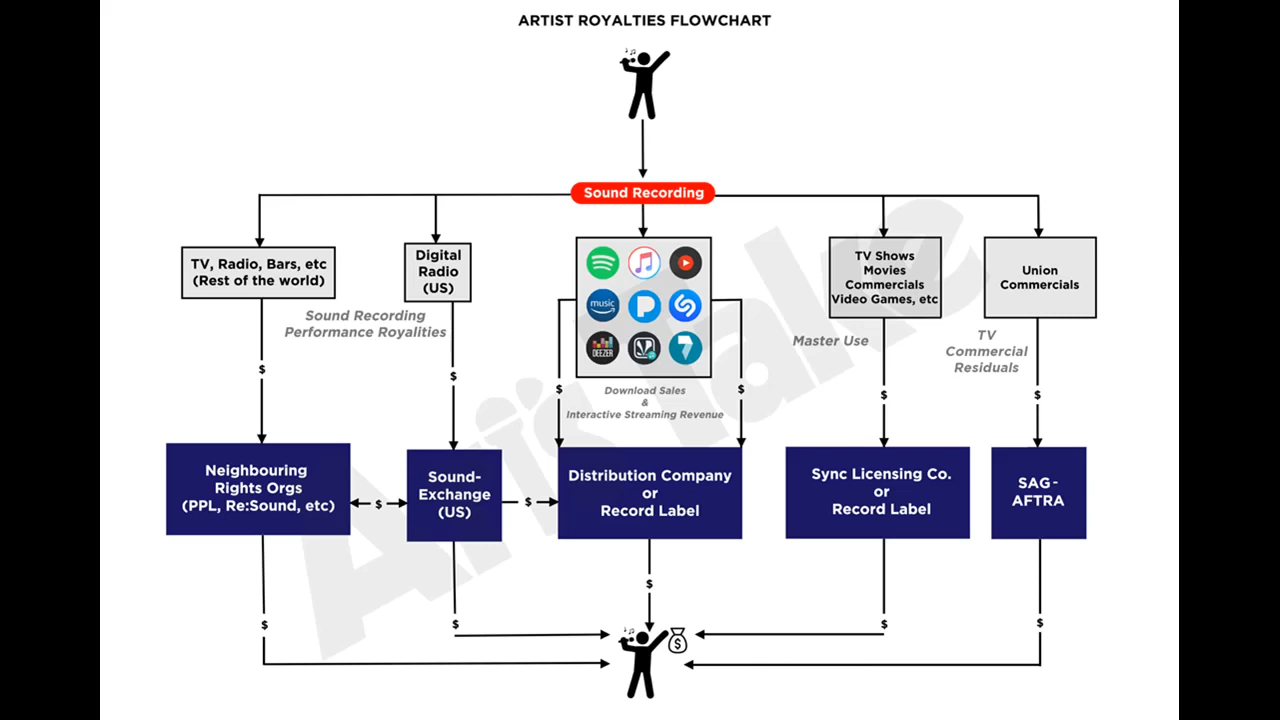 ARTIST ROYALTIES FLOWCHART
Sound Recording
TV, Radio, Bars, etc
(Rest of the world)
Digital
Radio
(US)
music
DEEZER
TV Shows
Movies
Commercials
Video Games, etc
Union
Commercials
Sound Recording
Performance Royalities
Master Use
TV
Commercial
Residuals
$
$
$
$
$
$
Download Sales
&
Interactive Streaming Revenue
Neighbouring
Rights Orgs
(PPL, Re:Sound, etc)
$
Sound-
Exchange
(US)
$
Distribution Company
or
Record Label
Sync Licensing Co.
or
Record Label
SAG-
AFTRA
$
$
$
$
$
$
ArtisTake